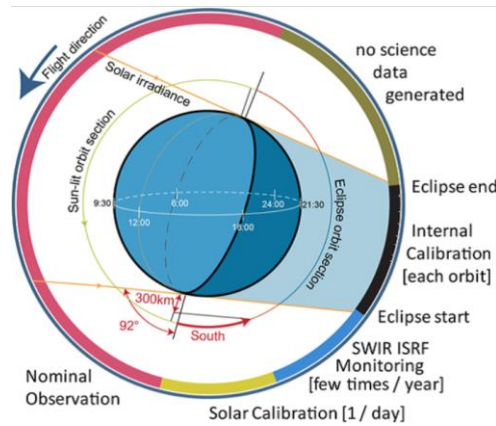 Flight direction
Solar irradiance
no science
data
generated
Sun-lit orbit section
Eclipse orbit section
Eclipse end
9:30
6:00
24:00
21:30
12:00
18:00
Internal
Calibration
[each orbit]
300km
Eclipse start
92°
South
SWIR ISRF
Monitoring
[few times / year]
Nominal
Observation
Solar Calibration [1 / day]